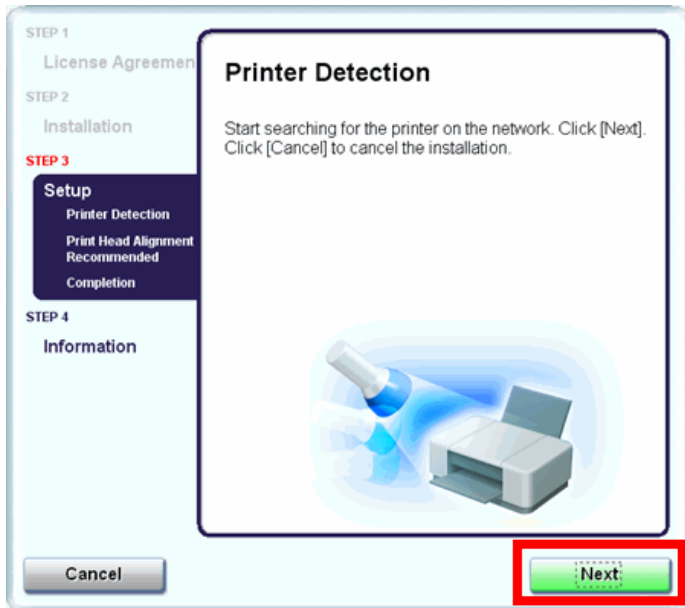 STEP 1
License Agreemen
STEP 2
Installation
STEP 3
Setup
Printer Detection
Print Head Alignment
Recommended
Completion
STEP 4
Information
Printer Detection
Start searching for the printer on the network. Click [Next].
Click [Cancel] to cancel the installation.
Cancel
Next